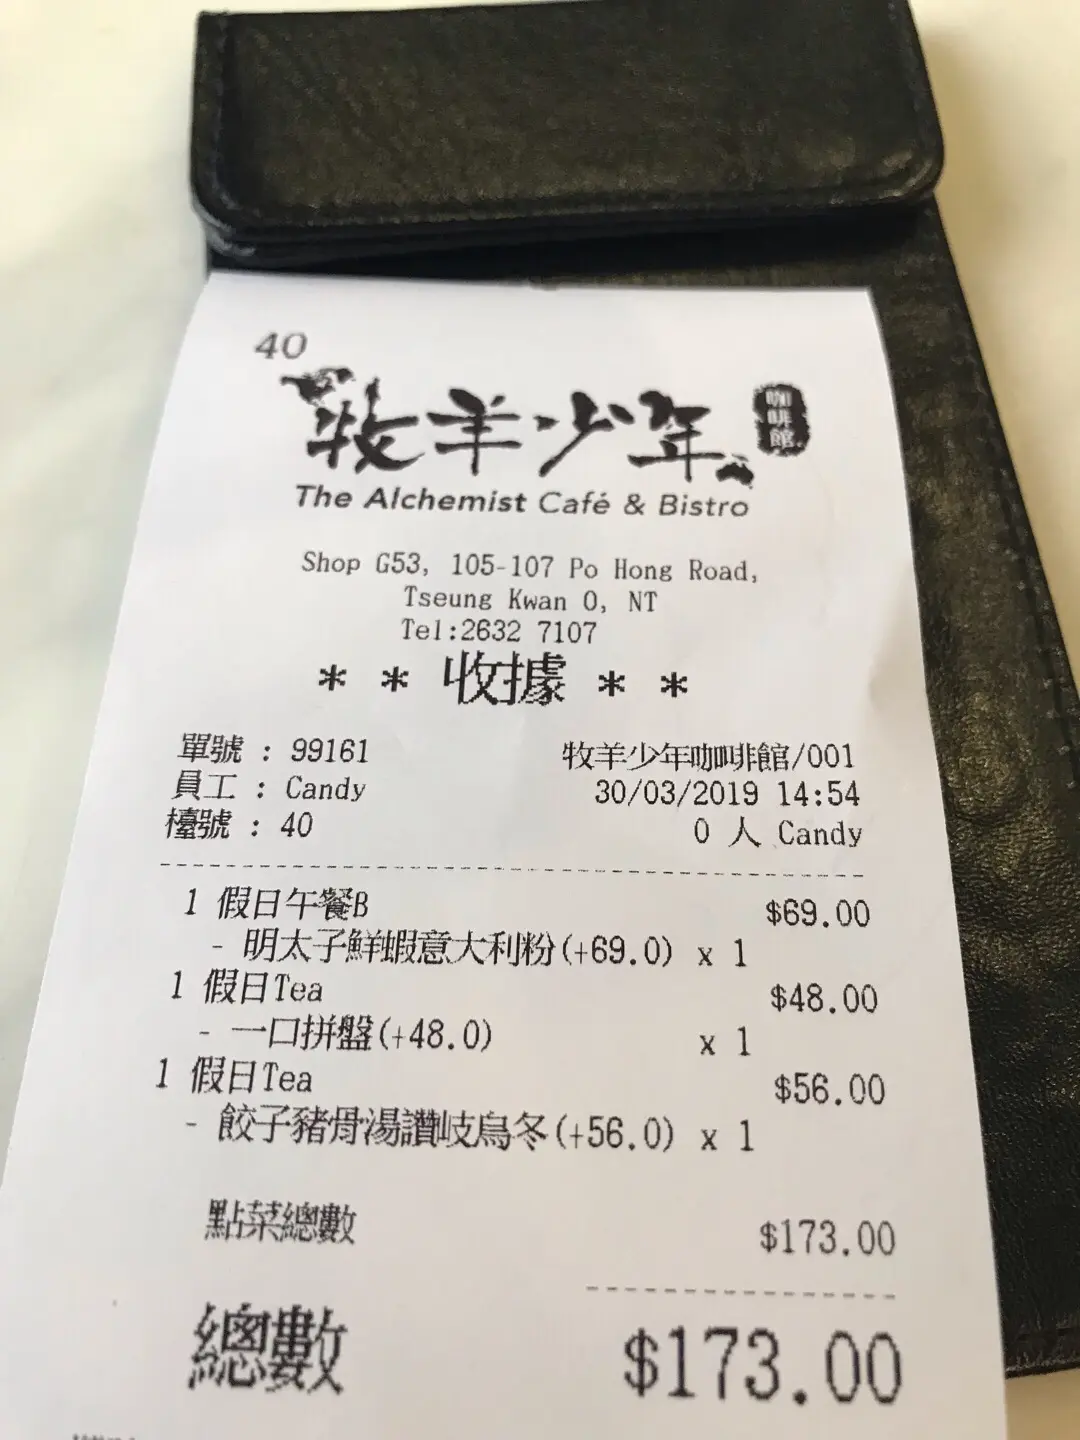 40
牧羊少年 咖啡館
The Alchemist Café & Bistro
Shop G53, 105-107 Po Hong Road,
Tseung Kwan O, NT
Tel:2632 7107
* * 收據 * *
單號 : 99161 牧羊少年咖啡館/001
員工 : Candy 30/03/2019 14:54
檯號 : 40 0 人 Candy
1 假日午餐B $69.00
- 明太子鮮蝦意大利粉(+69.0) x 1
1 假日Tea $48.00
- 一口拼盤(+48.0) x 1
1 假日Tea $56.00
- 餃子豬骨湯讚岐烏冬(+56.0) x 1
點菜總數 $173.00
總數 $173.00